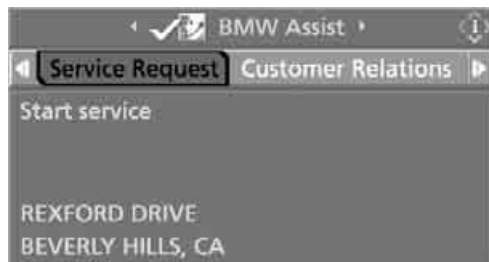 BMW Assist
Service Request Customer Relations
Start service
REXFORD DRIVE
BEVERLY HILLS, CA